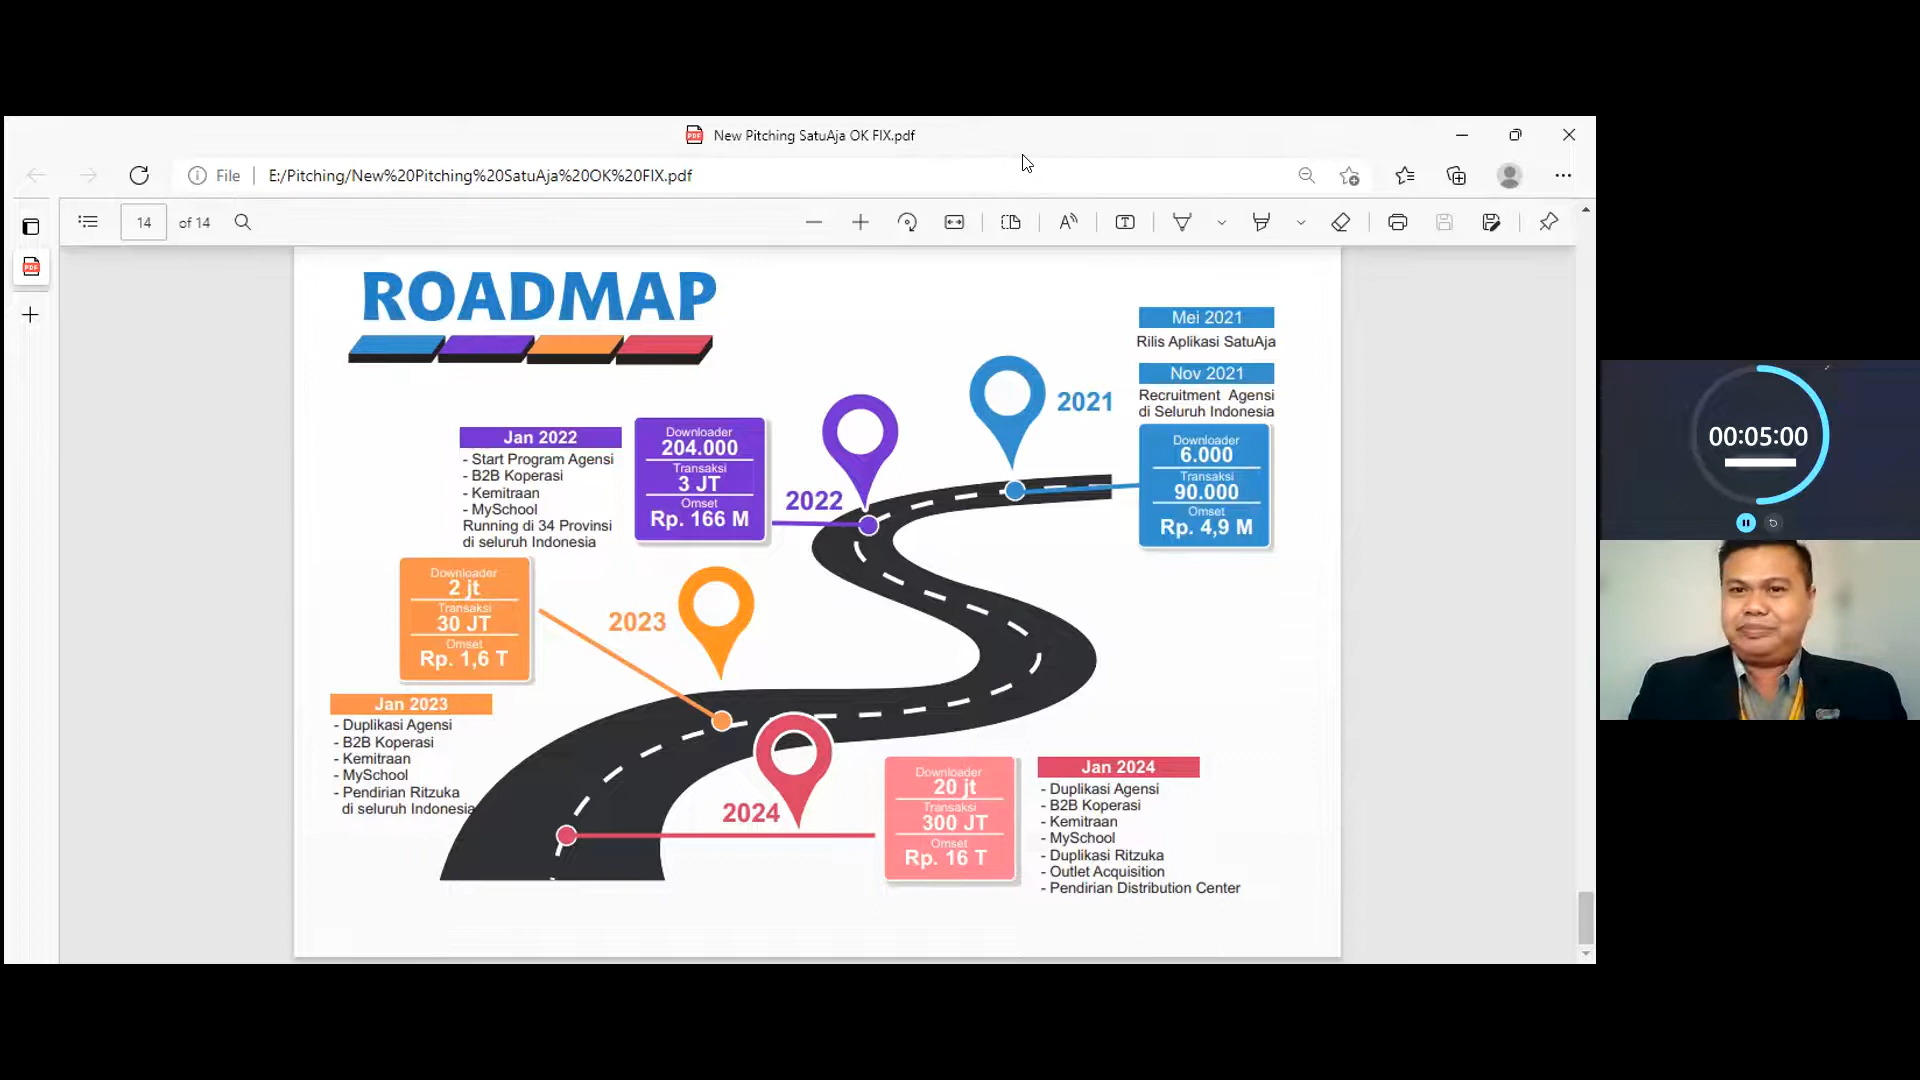 New Pitching SatuAja OK FIX.pdf
File
E:/Pitching/New%20Pitching%20SatuAja%20OK%20FIX.pdf
14 of 14
ROADMAP
Mei 2021
Rilis Aplikasi SatuAja
Nov 2021
Recruitment Agensi
di Seluruh Indonesia
2021
Downloader
6.000
Transaksi
90.000
Omset
Rp. 4,9 M
Jan 2022
- Start Program Agensi
- B2B Koperasi
- Kemitraan
- MySchool
Running di 34 Provinsi
di seluruh Indonesia
Downloader
204.000
Transaksi
3 JT
Omset
Rp. 166 M
2022
Downloader
2 jt
Transaksi
30 JT
Omset
Rp. 1,6 T
2023
Jan 2023
- Duplikasi Agensi
- B2B Koperasi
- Kemitraan
- MySchool
- Pendirian Ritzuka
di seluruh Indonesia
2024
Downloader
20 jt
Transaksi
300 JT
Omset
Rp. 16 T
Jan 2024
- Duplikasi Agensi
- B2B Koperasi
- Kemitraan
- MySchool
- Duplikasi Ritzuka
- Outlet Acquisition
- Pendirian Distribution Center
00:05:00